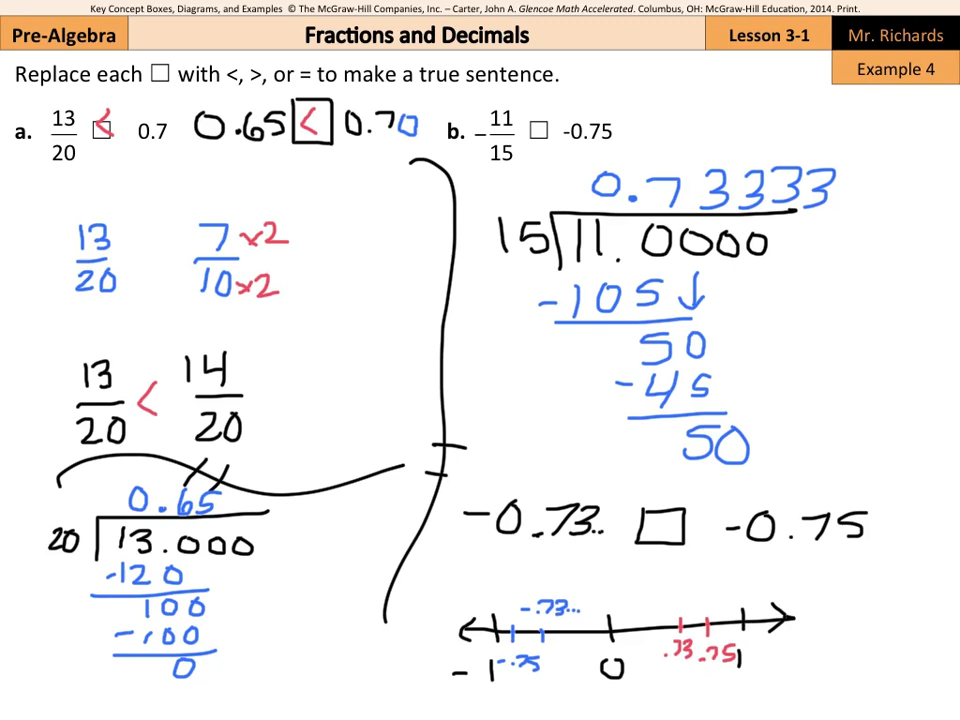 Key Concept Boxes, Diagrams, and Examples © The McGraw-Hill Companies, Inc. – Carter, John A. Glencoe Math Accelerated. Columbus, OH: McGraw-Hill Education, 2014. Print.
Pre-Algebra Fractions and Decimals Lesson 3-1 Mr. Richards
Example 4
Replace each □ with <, >, or = to make a true sentence.
a. 13/20 □ < 0.7 0.65 < 0.70
b. -11/15 □ -0.75
13/20 7/10 ×2 ×2
13/20 < 14/20
0.65
20 13.000
-120
100
-100
0
0.73333
15 11.0000
-105↓
50
-45
50
-0.73.. □ -0.75
-.73...
-1 -.75 0 .73 .75 1